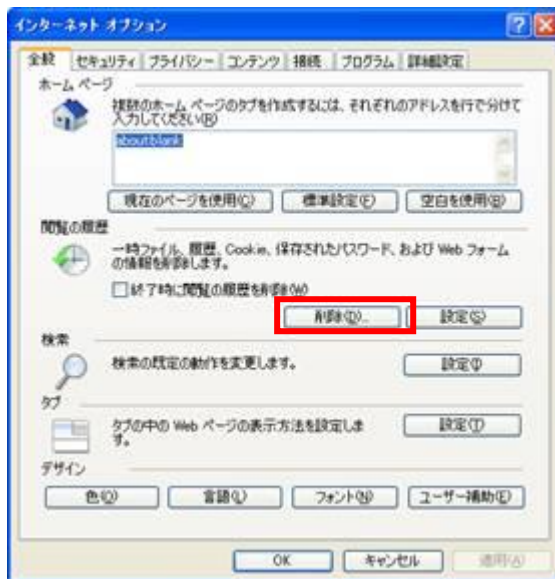 インターネット オプション
全般 セキュリティ プライバシー コンテンツ 接続 プログラム 詳細設定
ホーム ページ
複数のホーム ページのタブを作成するには、それぞれのアドレスを行で分けて
入力してください(R)
about:blank
現在のページを使用(C) 標準設定(F) 空白を使用(B)
閲覧の履歴
一時ファイル、履歴、Cookie、保存されたパスワード、および Web フォーム
の情報を削除します。
終了時に閲覧の履歴を削除(W)
削除(D)... 設定(S)
検索
検索の既定の動作を変更します。 設定(I)
タブ
タブの中の Web ページの表示方法を設定しま
す。
設定(T)
デザイン
色(O) 言語(L) フォント(N) ユーザー補助(E)
OK キャンセル 適用(A)